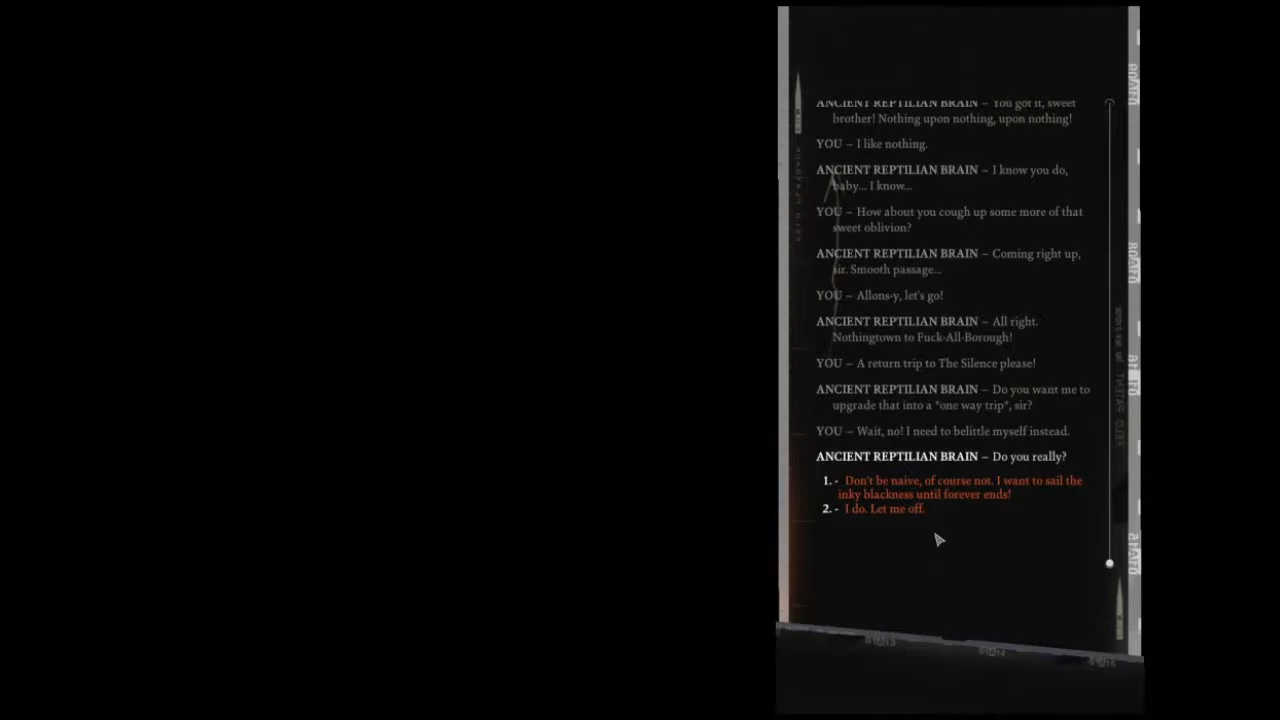 ANCIENT REPTILIAN BRAIN – You got it, sweet
brother! Nothing upon nothing, upon nothing!
YOU – I like nothing.
ANCIENT REPTILIAN BRAIN – I know you do,
baby... I know...
YOU – How about you cough up some more of that
sweet oblivion?
ANCIENT REPTILIAN BRAIN – Coming right up,
sir. Smooth passage...
YOU – Allons-y, let's go!
ANCIENT REPTILIAN BRAIN – All right.
Nothingtown to Fuck-All-Borough!
YOU – A return trip to The Silence please!
ANCIENT REPTILIAN BRAIN – Do you want me to
upgrade that into a *one way trip*, sir?
YOU – Wait, no! I need to belittle myself instead.
ANCIENT REPTILIAN BRAIN – Do you really?
1. - Don't be naive, of course not. I want to sail the
inky blackness until forever ends!
2. - I do. Let me off.